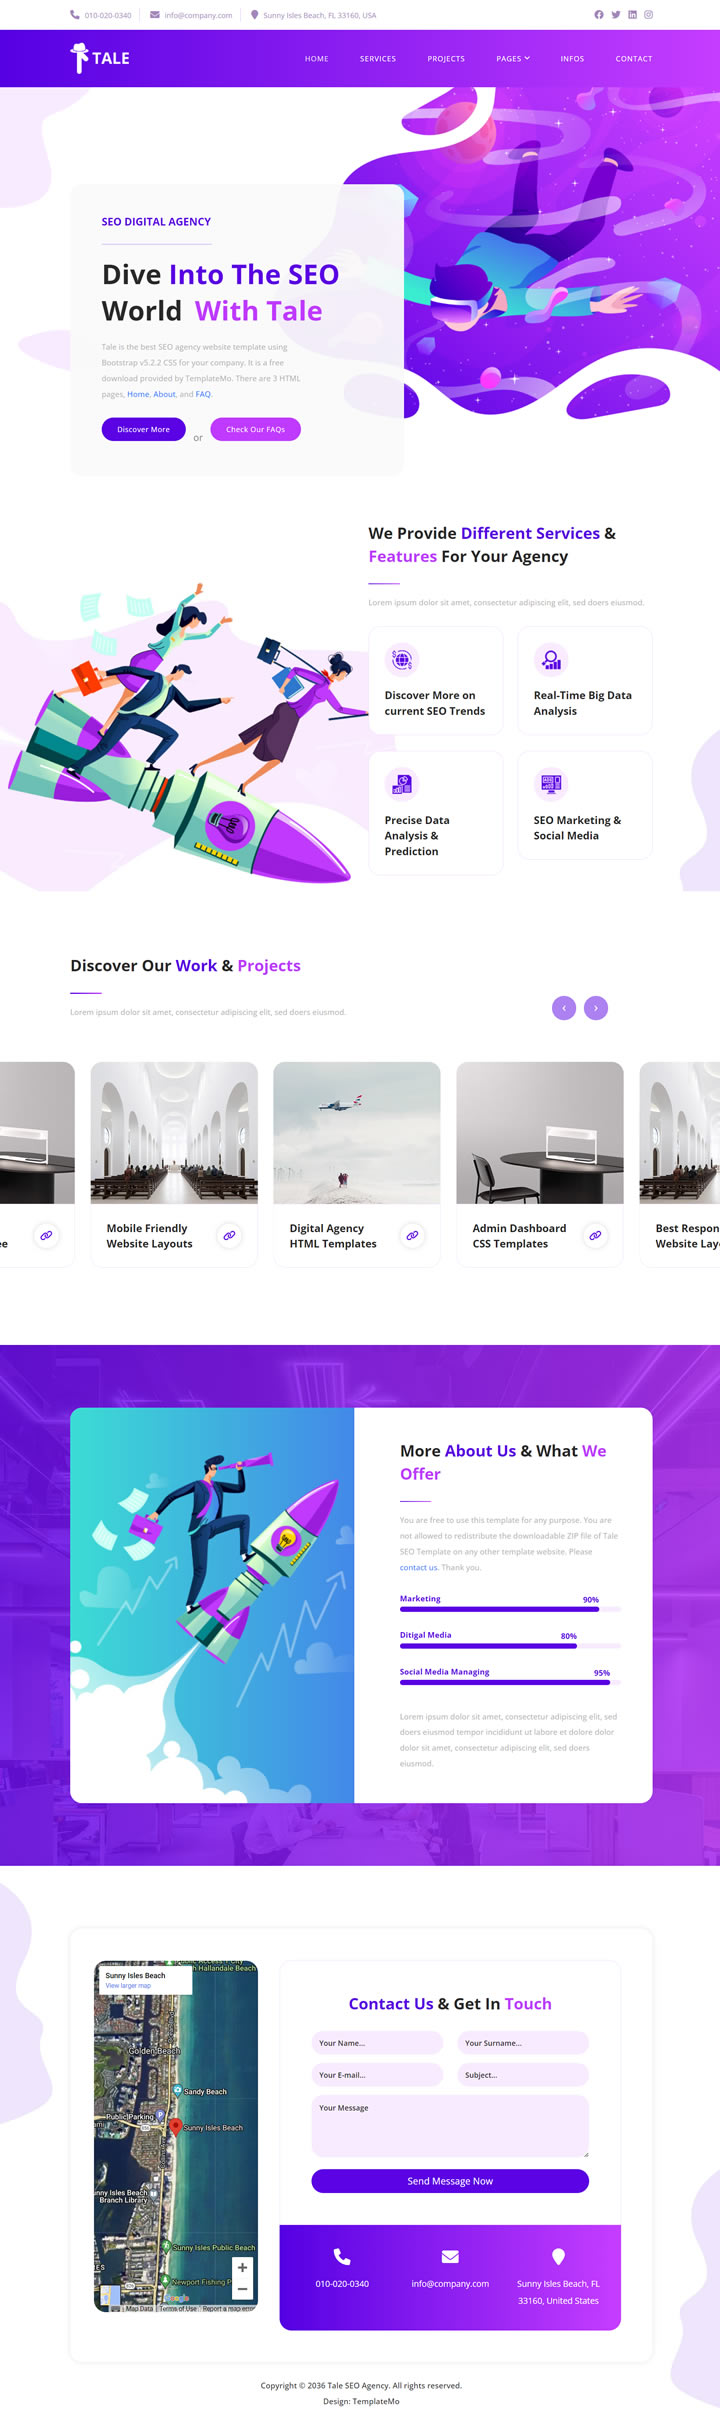 010-020-0340
info@company.com
Sunny Isles Beach, FL 33160, USA
TALE
HOME
SERVICES
PROJECTS
PAGES
INFOS
CONTACT
SEO DIGITAL AGENCY
Dive Into The SEO
World With Tale
Tale is the best SEO agency website template using
Bootstrap v5.2.2 CSS for your company. It is a free
download provided by TemplateMo. There are 3 HTML
pages, Home, About, and FAQ.
Discover More
or
Check Our FAQs
We Provide Different Services &
Features For Your Agency
Lorem ipsum dolor sit amet, consectetur adipiscing elit, sed doers eiusmod.
Discover More on
current SEO Trends
Real-Time Big Data
Analysis
Precise Data
Analysis &
Prediction
SEO Marketing &
Social Media
Discover Our Work & Projects
Lorem ipsum dolor sit amet, consectetur adipiscing elit, sed doers eiusmod.
Mobile Friendly
Website Layouts
Digital Agency
HTML Templates
Admin Dashboard
CSS Templates
Best Respon
Website Lay
More About Us & What We
Offer
You are free to use this template for any purpose. You are
not allowed to redistribute the downloadable ZIP file of Tale
SEO Template on any other template website. Please
contact us. Thank you.
Marketing
90%
Ditigal Media
80%
Social Media Managing
95%
Lorem ipsum dolor sit amet, consectetur adipiscing elit, sed
doers eiusmod tempor incididunt ut labore et dolore dolor
dolor sit amet, consectetur adipiscing elit, sed doers
eiusmod.
Sunny Isles Beach
View larger map
Hallandale Beach
Golden Beach
Sandy Beach
Public Parking
Sunny Isles Beach
nny Isles Beach
Branch Library
Sunny Isles Public Beach
Newport Fishing P
ES
Google
Map Data
Terms of Use
Report a map erro
Contact Us & Get In Touch
Your Name...
Your Surname...
Your E-mail...
Subject...
Your Message
Send Message Now
010-020-0340
info@company.com
Sunny Isles Beach, FL
33160, United States
Copyright © 2036 Tale SEO Agency. All rights reserved.
Design: TemplateMo